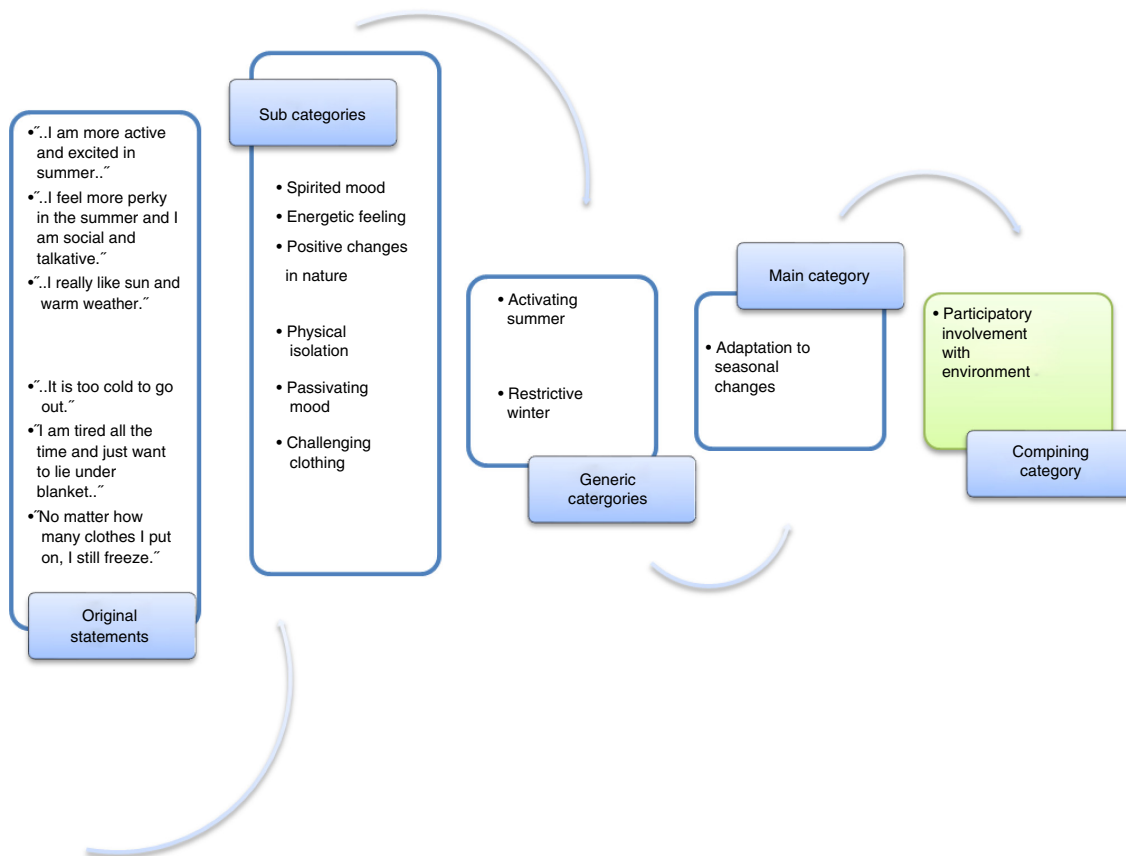 •˝..I am more active
and excited in
summer..˝
•˝..I feel more perky
in the summer and I
am social and
talkative.˝
•˝..I really like sun and
warm weather.˝
•˝..It is too cold to go
out.˝
•˝I am tired all the
time and just want
to lie under
blanket..˝
•˝No matter how
many clothes I put
on, I still freeze.˝
Original
statements
Sub categories
• Spirited mood
• Energetic feeling
• Positive changes
in nature
• Physical
isolation
• Passivating
mood
• Challenging
clothing
• Activating
summer
• Restrictive
winter
Generic
catergories
Main category
• Adaptation to
seasonal
changes
• Participatory
involvement
with
environment
Compining
category